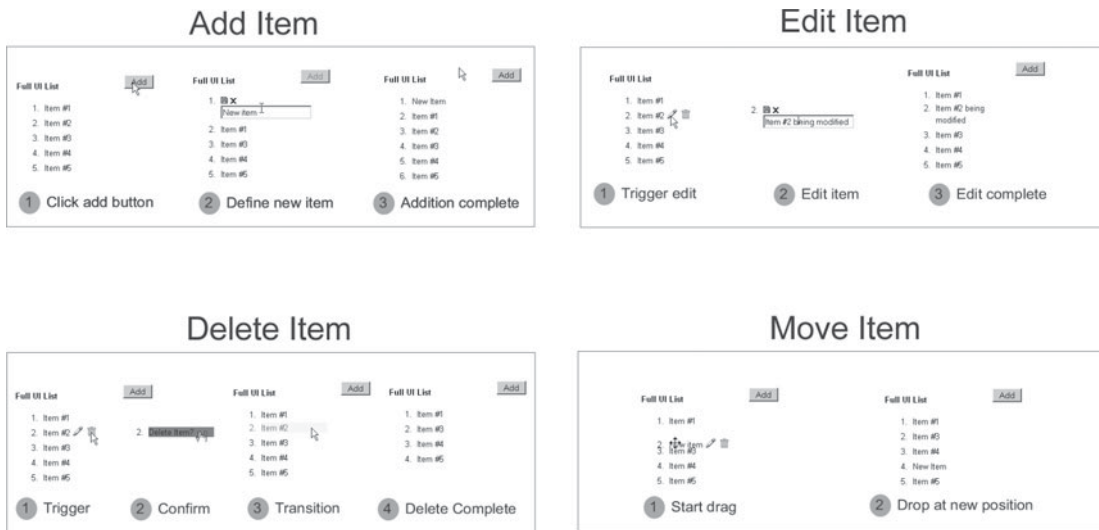 Add Item
Full UI List
Add
1. Item #1
2. Item #2
3. Item #3
4. Item #4
5. Item #5
1 Click add button
Full UI List
Add
1.
New item
2. Item #1
3. Item #2
4. Item #3
5. Item #4
6. Item #5
2 Define new item
Full UI List
Add
1. New Item
2. Item #1
3. Item #2
4. Item #3
5. Item #4
6. Item #5
3 Addition complete
Edit Item
Full UI List
1. Item #1
2. Item #2
3. Item #3
4. Item #4
5. Item #5
1 Trigger edit
2.
Item #2 being modified
2 Edit item
Full UI List
Add
1. Item #1
2. Item #2 being
modified
3. Item #3
4. Item #4
5. Item #5
3 Edit complete
Delete Item
Full UI List
Add
1. Item #1
2. Item #2
3. Item #3
4. Item #4
5. Item #5
1 Trigger
2. Delete Item?
2 Confirm
Full UI List
Add
1. Item #1
2. Item #2
3. Item #3
4. Item #4
5. Item #5
3 Transition
Full UI List
Add
1. Item #1
2. Item #3
3. Item #4
4. Item #5
4 Delete Complete
Move Item
Full UI List
Add
1. Item #1
2. item
3. Item #3
4. Item #4
5. Item #5
1 Start drag
Full UI List
Add
1. Item #1
2. Item #3
3. Item #4
4. New Item
5. Item #5
2 Drop at new position